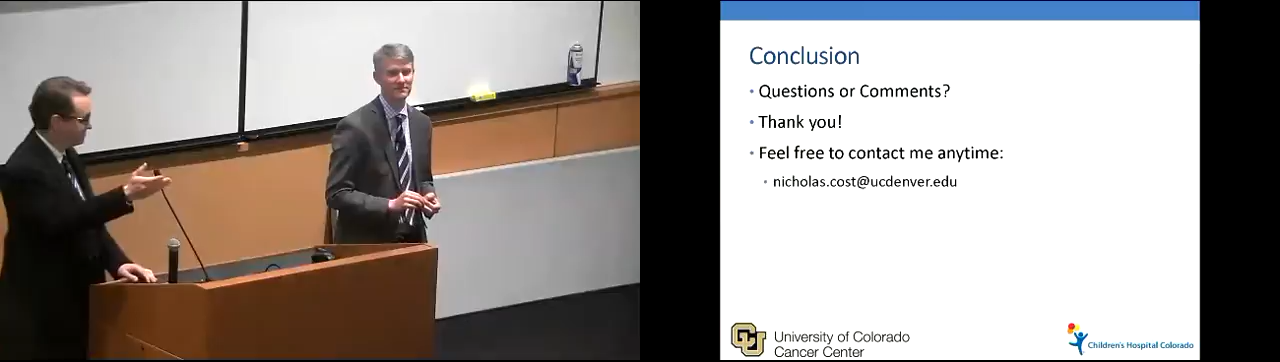 Conclusion
• Questions or Comments?
• Thank you!
• Feel free to contact me anytime:
• nicholas.cost@ucdenver.edu
CU
University of Colorado
Cancer Center
Children's Hospital Colorado